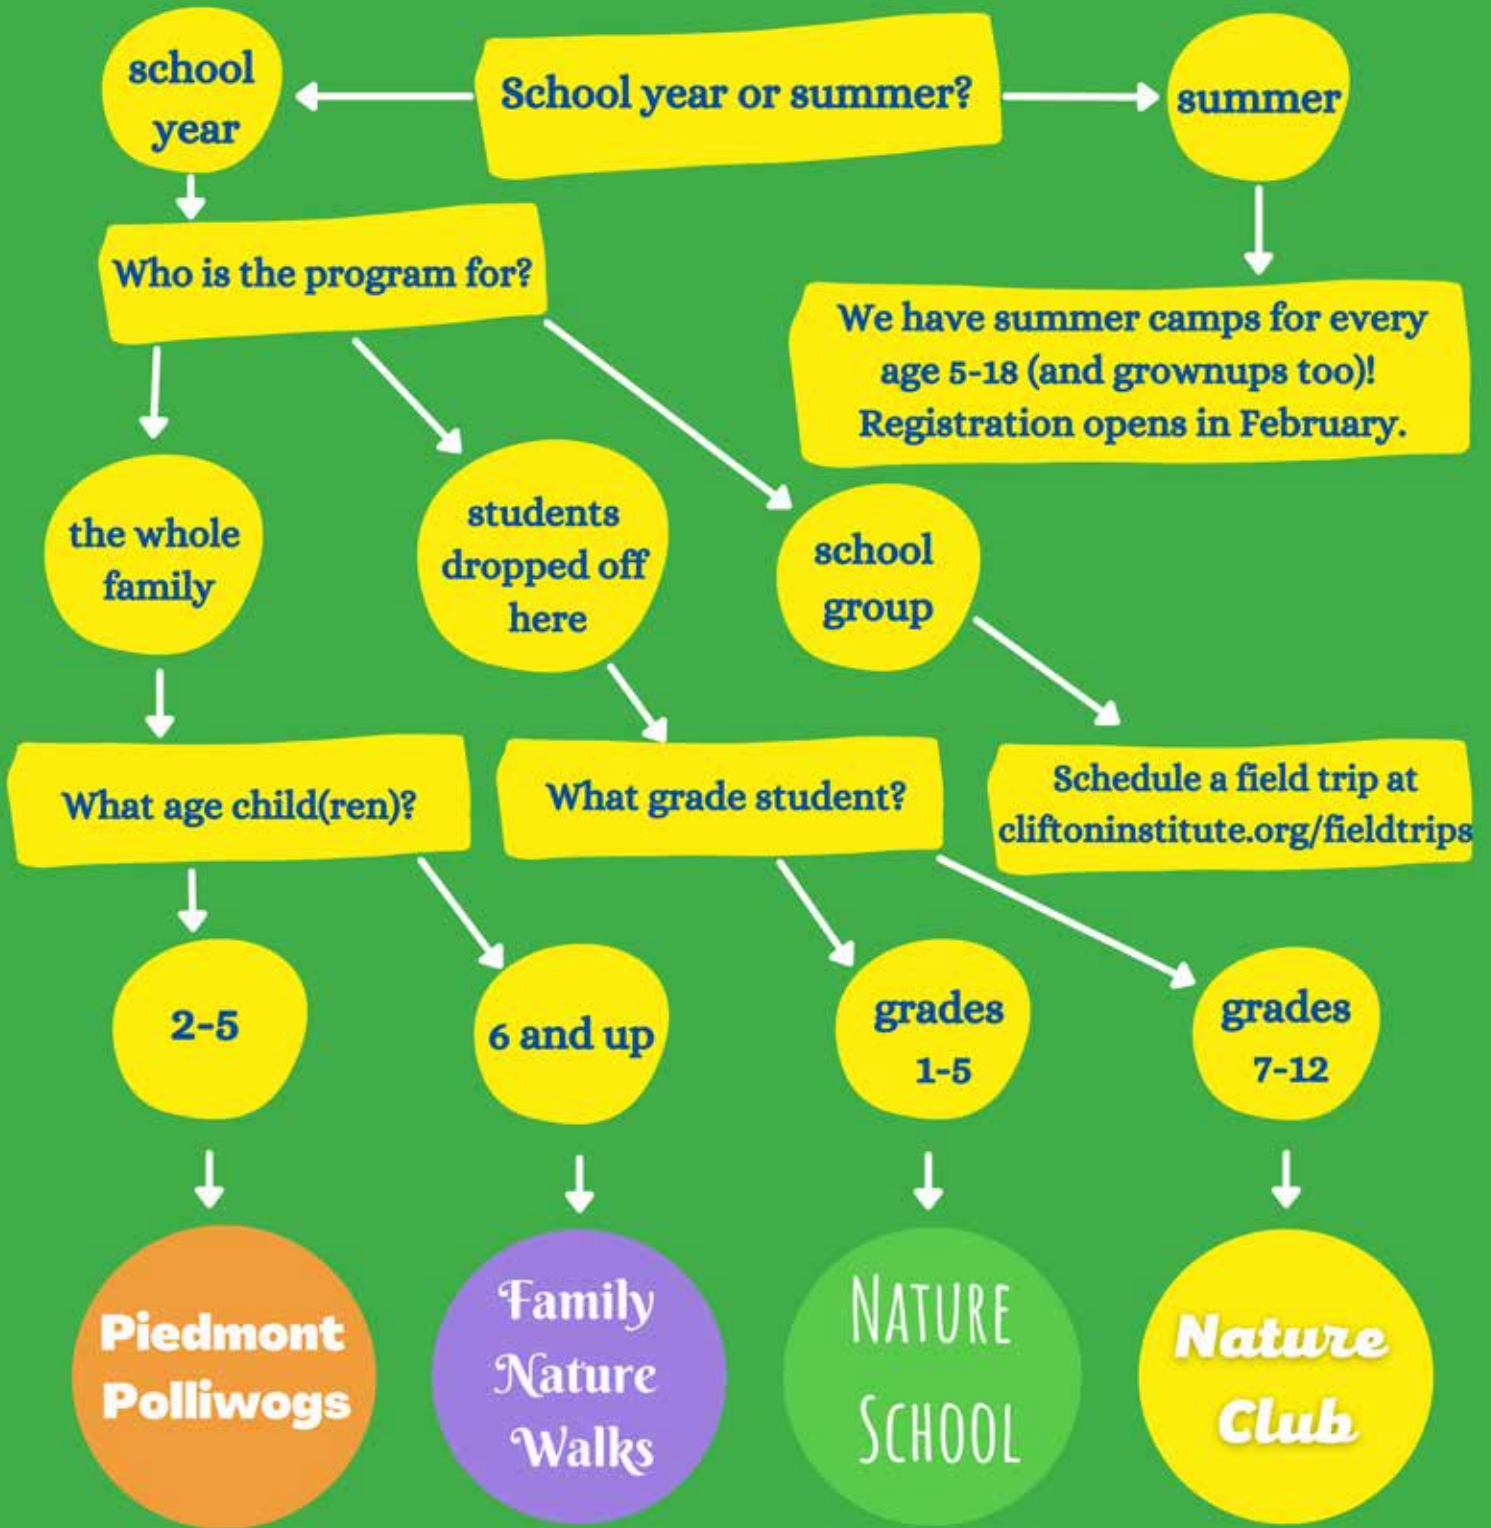 School year or summer?
school
year
summer
Who is the program for?
We have summer camps for every
age 5-18 (and grownups too)!
Registration opens in February.
the whole
family
students
dropped off
here
school
group
What age child(ren)?
What grade student?
Schedule a field trip at
cliftoninstitute.org/fieldtrips
2-5
6 and up
grades
1-5
grades
7-12
Piedmont
Polliwogs
Family
Nature
Walks
NATURE
SCHOOL
Nature
Club